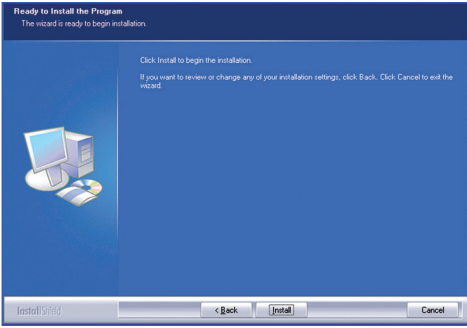 Ready to Install the Program
The wizard is ready to begin installation.
Click Install to begin the installation.
If you want to review or change any of your installation settings, click Back. Click Cancel to exit the
wizard.
InstallShield
< Back
Install
Cancel